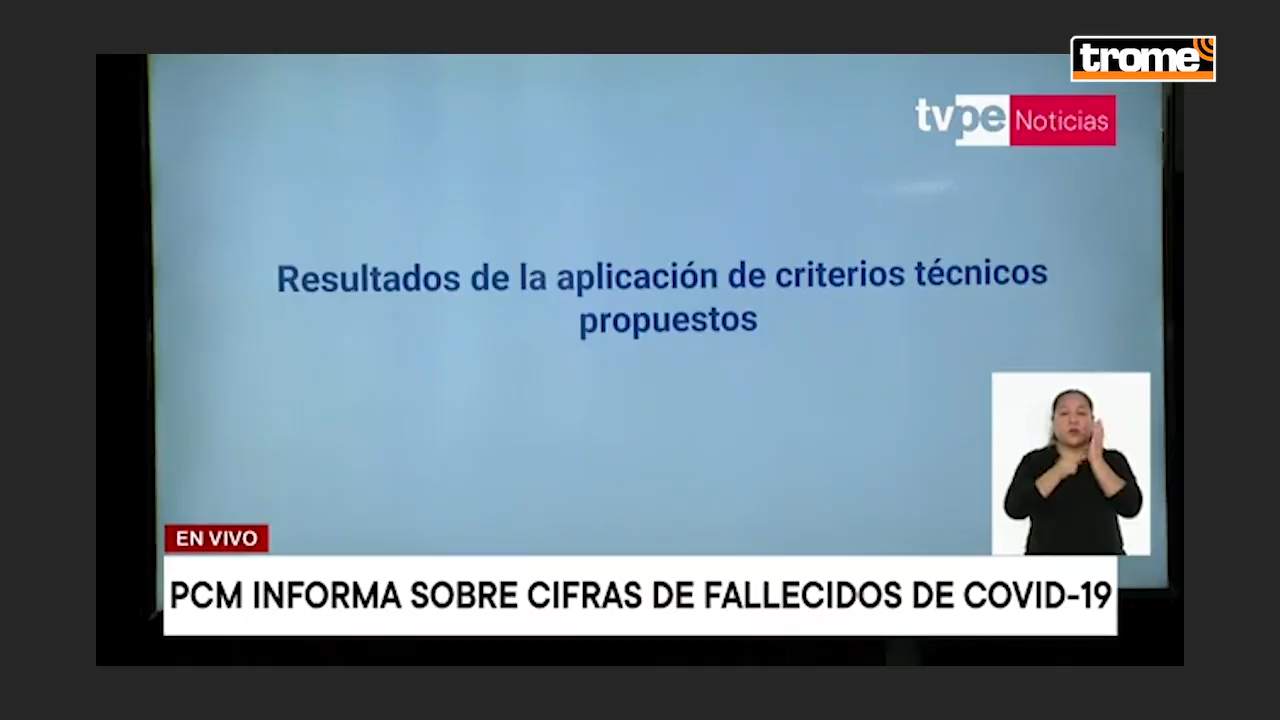 trome
tvpe Noticias
Resultados de la aplicación de criterios técnicos
propuestos
EN VIVO
PCM INFORMA SOBRE CIFRAS DE FALLECIDOS DE COVID-19